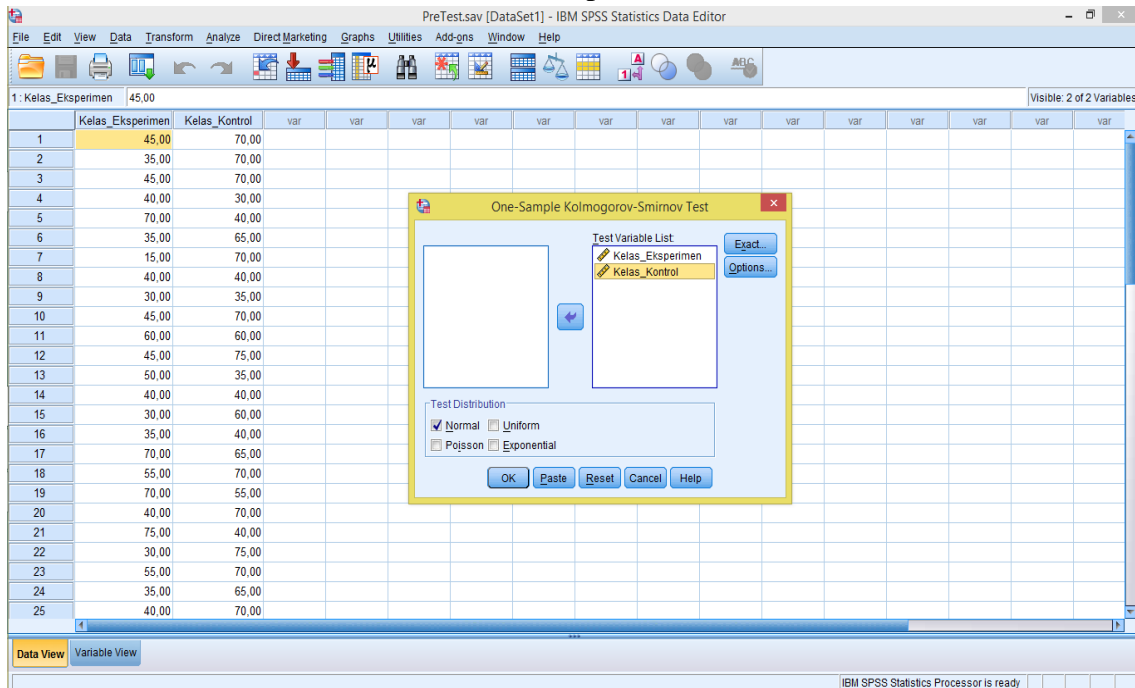 PreTest.sav [DataSet1] - IBM SPSS Statistics Data Editor
File Edit View Data Transform Analyze Direct Marketing Graphs Utilities Add-ons Window Help
1 : Kelas_Eksperimen 45,00 Visible: 2 of 2 Variables
Kelas_Eksperimen Kelas_Kontrol var var var var var var var var var var var var var var
1 45,00 70,00
2 35,00 70,00
3 45,00 70,00
4 40,00 30,00
5 70,00 40,00
6 35,00 65,00
7 15,00 70,00
8 40,00 40,00
9 30,00 35,00
10 45,00 70,00
11 60,00 60,00
12 45,00 75,00
13 50,00 35,00
14 40,00 40,00
15 30,00 60,00
16 35,00 40,00
17 70,00 65,00
18 55,00 70,00
19 70,00 55,00
20 40,00 70,00
21 75,00 40,00
22 30,00 75,00
23 55,00 70,00
24 35,00 65,00
25 40,00 70,00
One-Sample Kolmogorov-Smirnov Test
Test Variable List:
Kelas_Eksperimen
Kelas_Kontrol
Exact...
Options...
Test Distribution
Normal Uniform
Poisson Exponential
OK Paste Reset Cancel Help
Data View Variable View
IBM SPSS Statistics Processor is ready